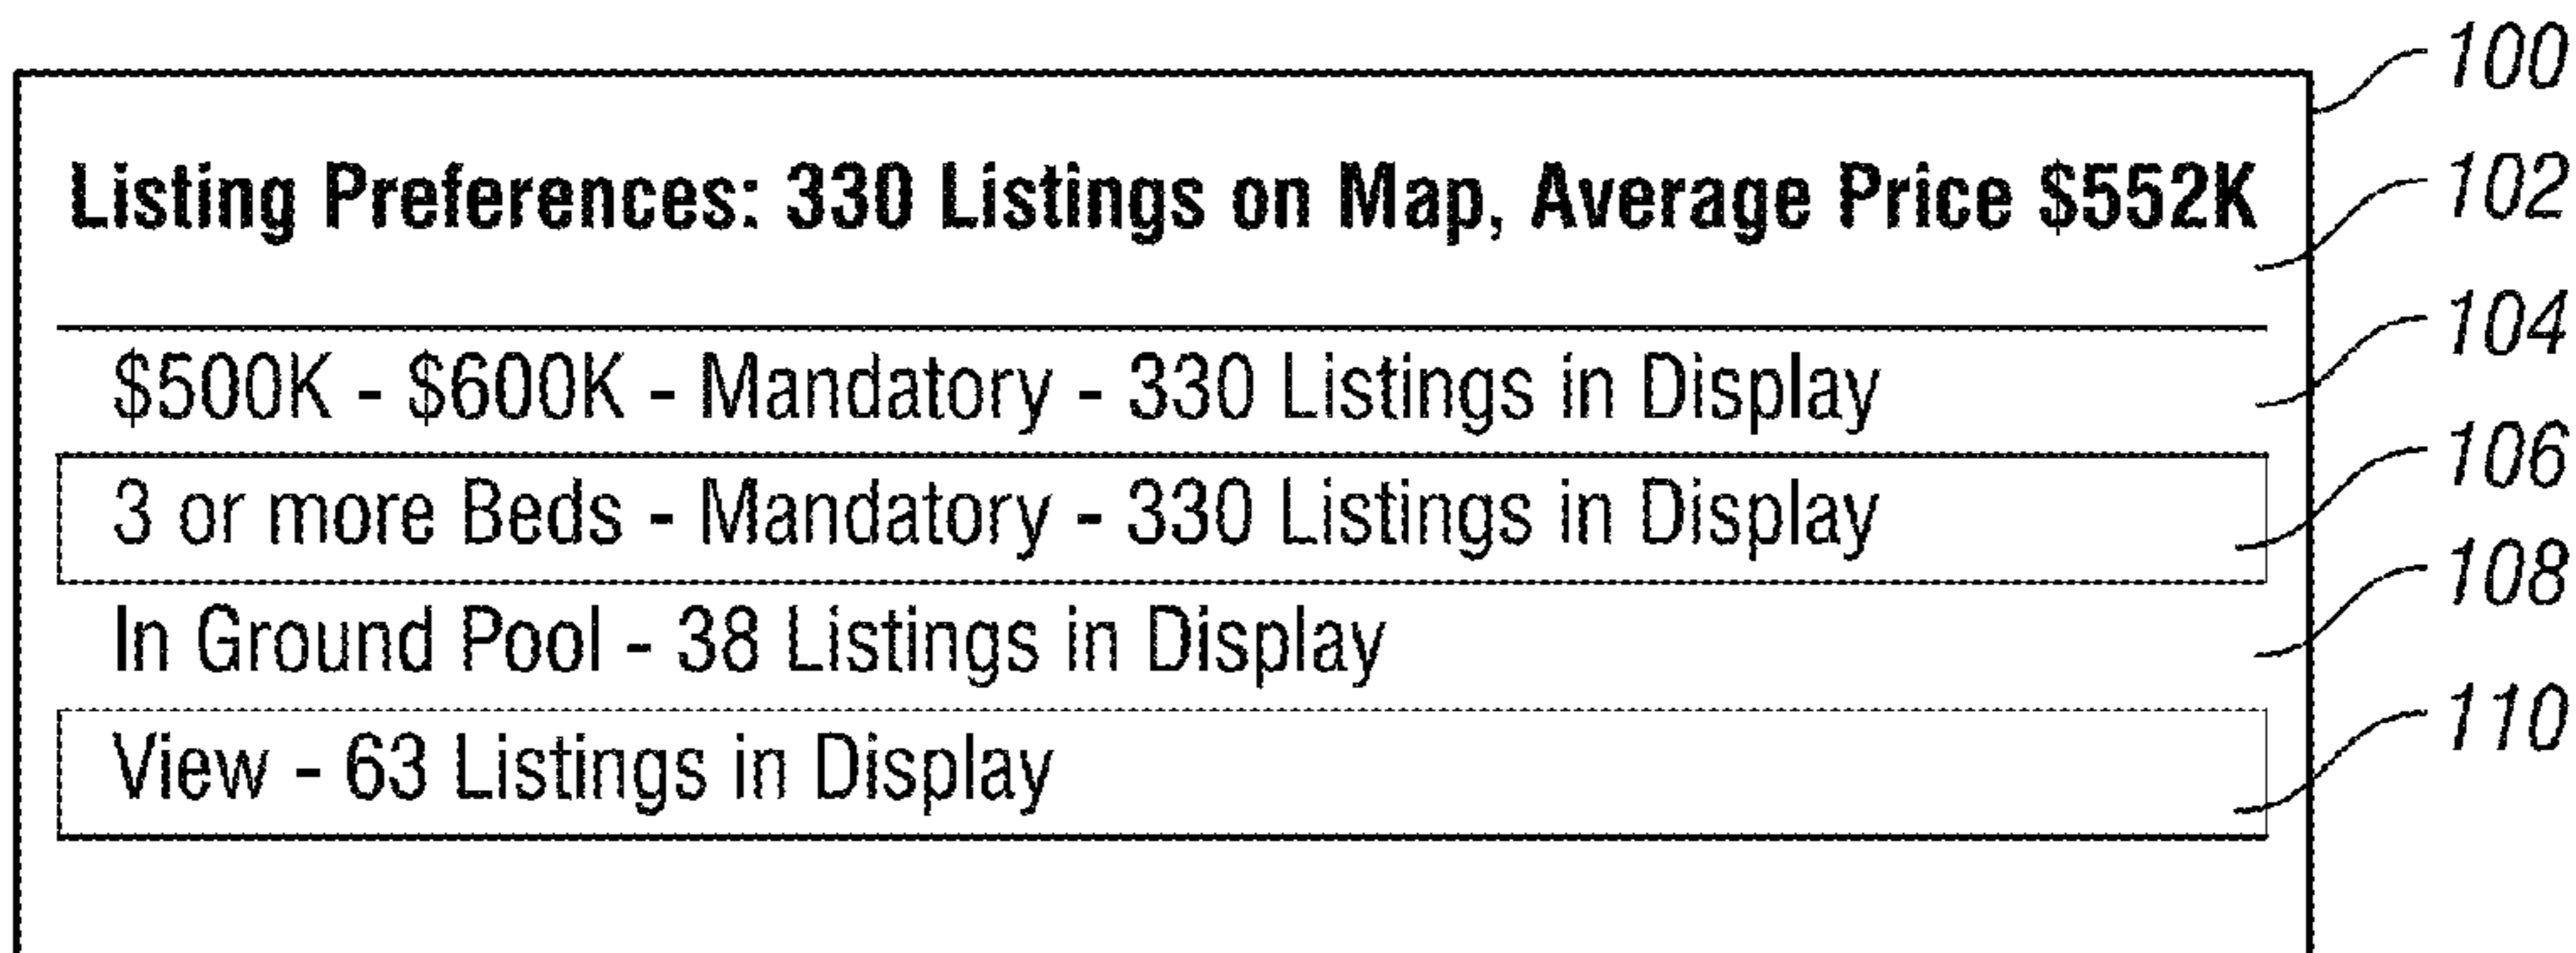 100
Listing Preferences: 330 Listings on Map, Average Price $552K
102
104
$500K - $600K - Mandatory - 330 Listings in Display
106
3 or more Beds - Mandatory - 330 Listings in Display
108
In Ground Pool - 38 Listings in Display
110
View - 63 Listings in Display